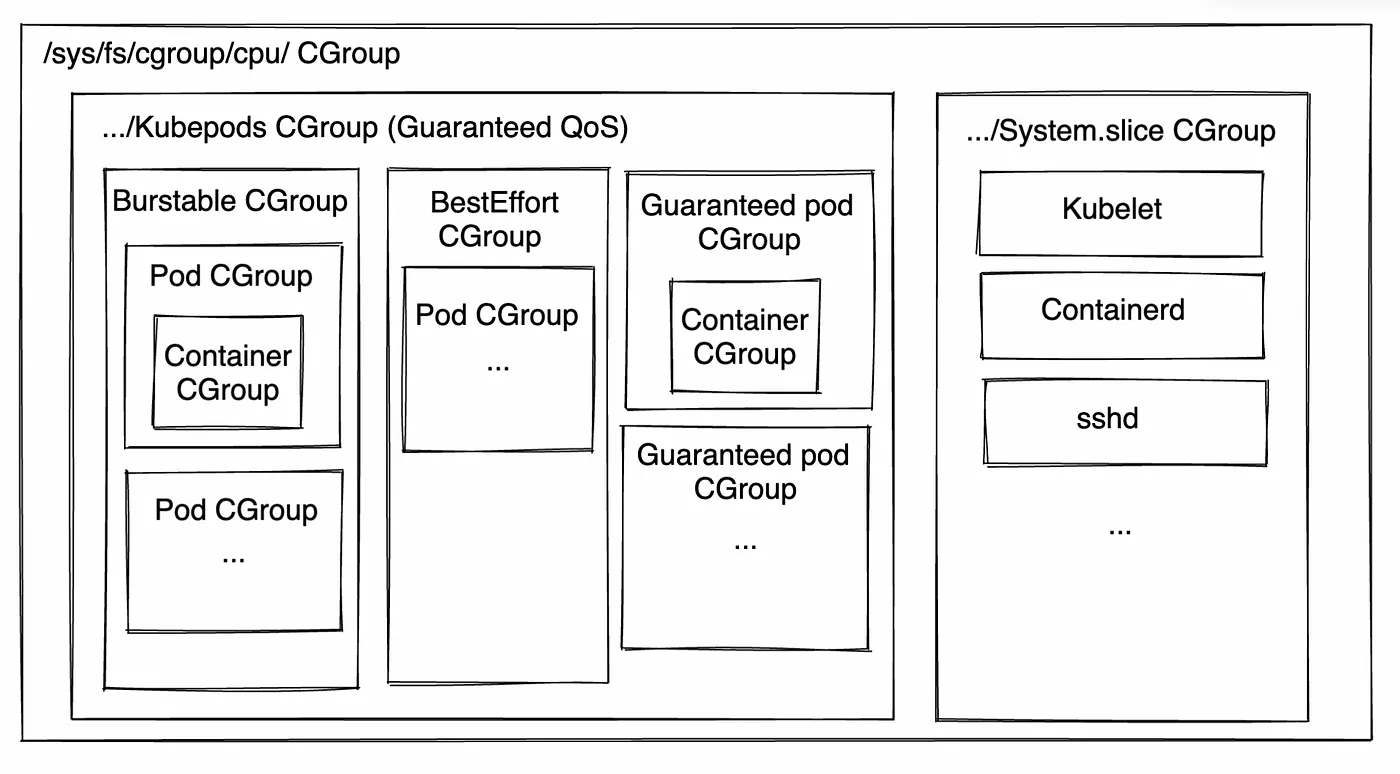 /sys/fs/cgroup/cpu/ CGroup
.../Kubepods CGroup (Guaranteed QoS)
Burstable CGroup
Pod CGroup
Container
CGroup
Pod CGroup
...
BestEffort
CGroup
Pod CGroup
...
Guaranteed pod
CGroup
Container
CGroup
Guaranteed pod
CGroup
...
.../System.slice CGroup
Kubelet
Containerd
sshd
...